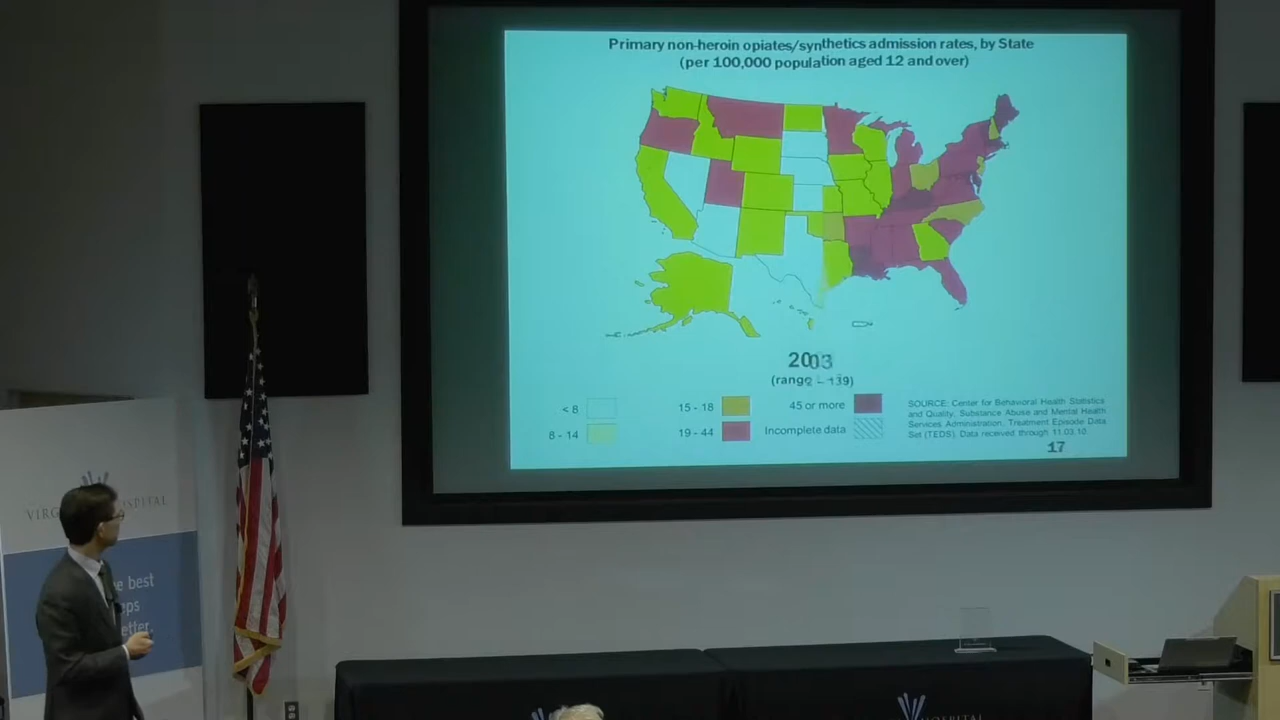 Primary non-heroin opiates/synthetics admission rates, by State
(per 100,000 population aged 12 and over)
2003
< 8
8 - 14
15 - 18
19 - 44
45 or more
Incomplete data
SOURCE: Center for Behavioral Health Statistics
and Quality, Substance Abuse and Mental Health
Services Administration, Treatment Episode Data
Set (TEDS). Data received through 11.03.10.
17
best
HOSPITAL